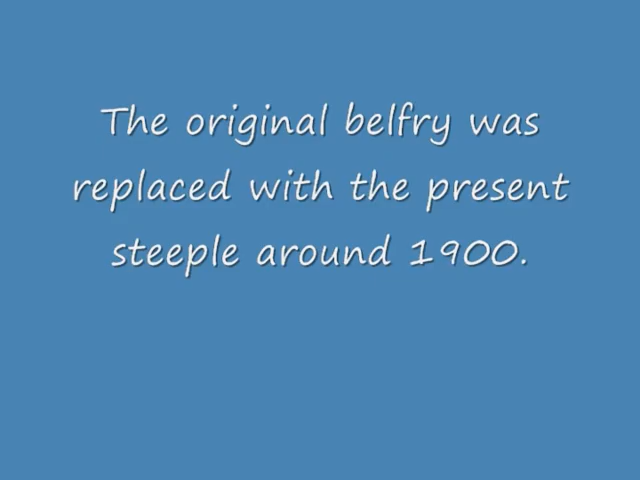 The original belfry was
replaced with the present
steeple around 1900.